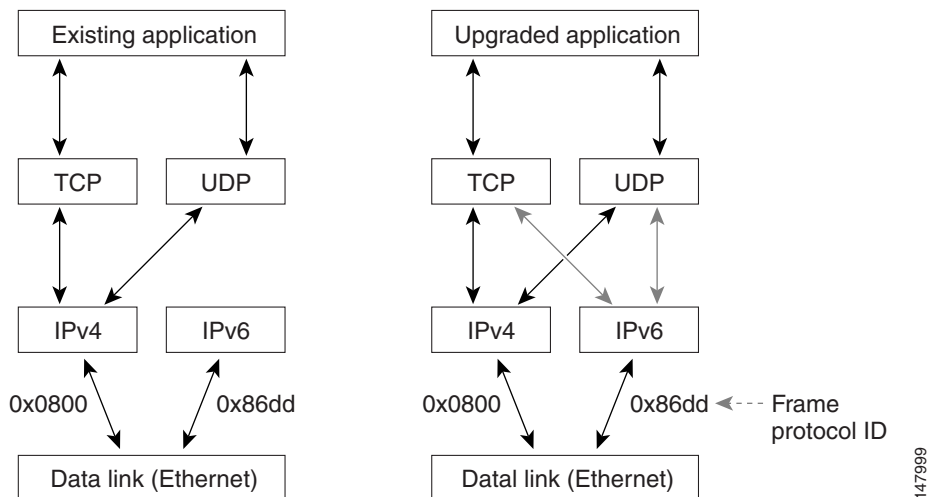 Existing application
Upgraded application
TCP
UDP
TCP
UDP
IPv4
IPv6
IPv4
IPv6
0x0800
0x86dd
0x0800
0x86dd
Frame
protocol ID
Data link (Ethernet)
Datal link (Ethernet)
147999